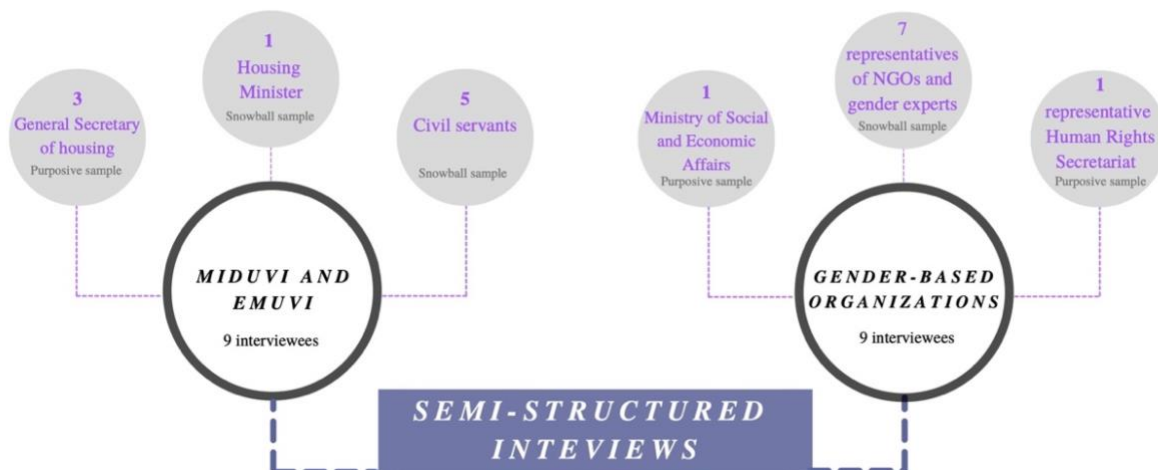 3
General Secretary
of housing
Purposive sample
1
Housing
Minister
Snowball sample
5
Civil servants
Snowball sample
MIDUVI AND
EMUVI
9 interviewees
1
Ministry of Social
and Economic
Affairs
Purposive sample
7
representatives
of NGOs and
gender experts
Snowball sample
1
representative
Human Rights
Secretariat
Purposive sample
GENDER-BASED
ORGANIZATIONS
9 interviewees
SEMI-STRUCTURED
INTEVIEWS